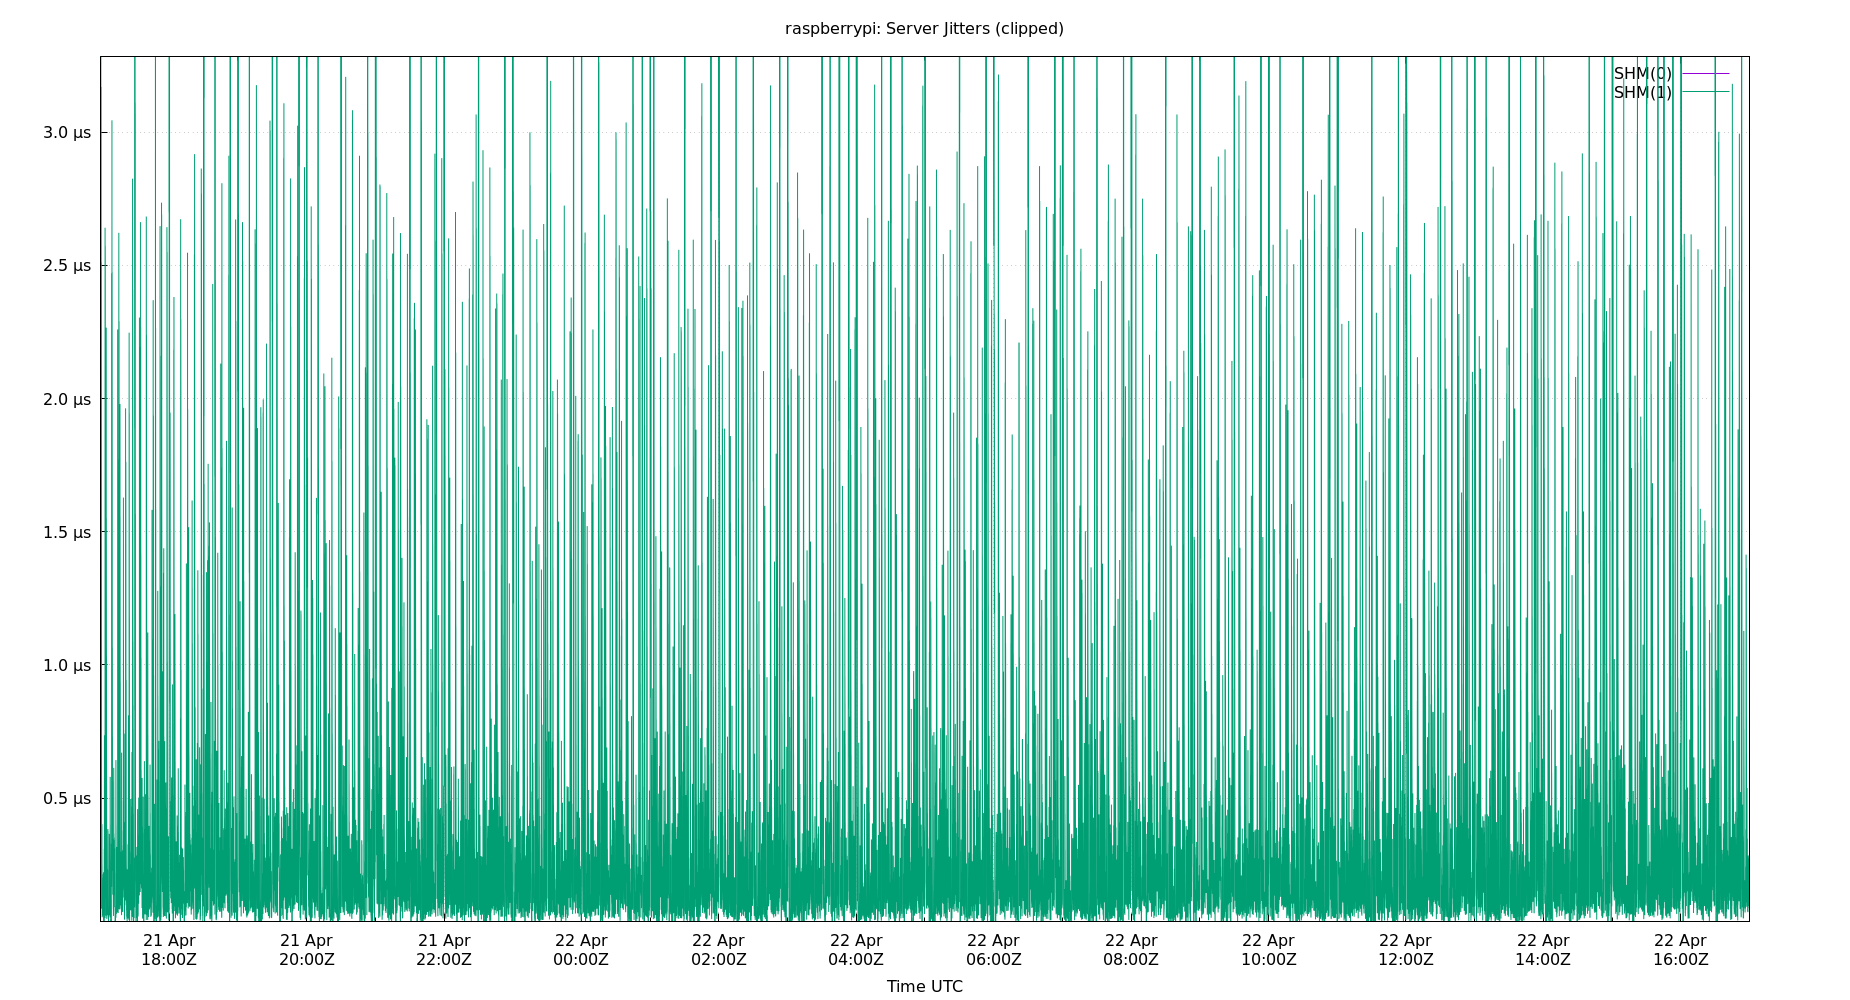 raspberrypi: Server Jitters (clipped)
SHM(0)
SHM(1)
3.0 µs
2.5 µs
2.0 µs
1.5 µs
1.0 µs
0.5 µs
21 Apr 21 Apr 21 Apr 22 Apr 22 Apr 22 Apr 22 Apr 22 Apr 22 Apr 22 Apr 22 Apr 22 Apr
18:00Z 20:00Z 22:00Z 00:00Z 02:00Z 04:00Z 06:00Z 08:00Z 10:00Z 12:00Z 14:00Z 16:00Z
Time UTC